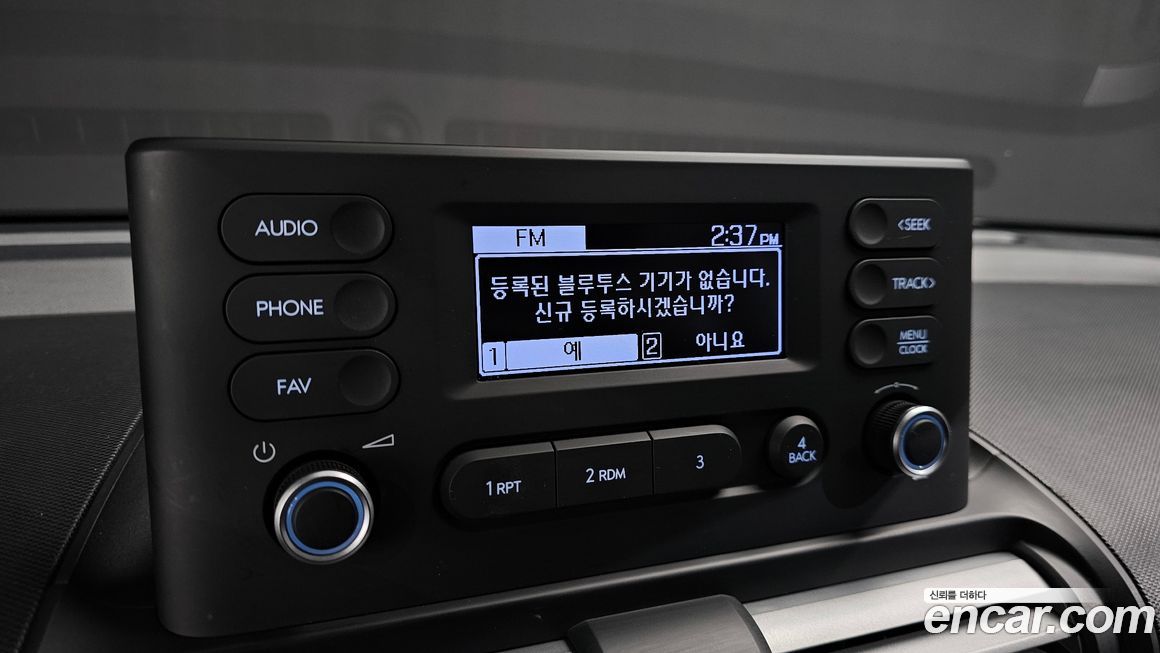 AUDIO
PHONE
FAV
FM
2:37PM
등록된 블루투스 기기가 없습니다.
신규 등록하시겠습니까?
1 예 2 아니요
<SEEK
TRACK>
MENU
CLOCK
1 RPT
2 RDM
3
4
BACK
신뢰를 더하다
encar.com